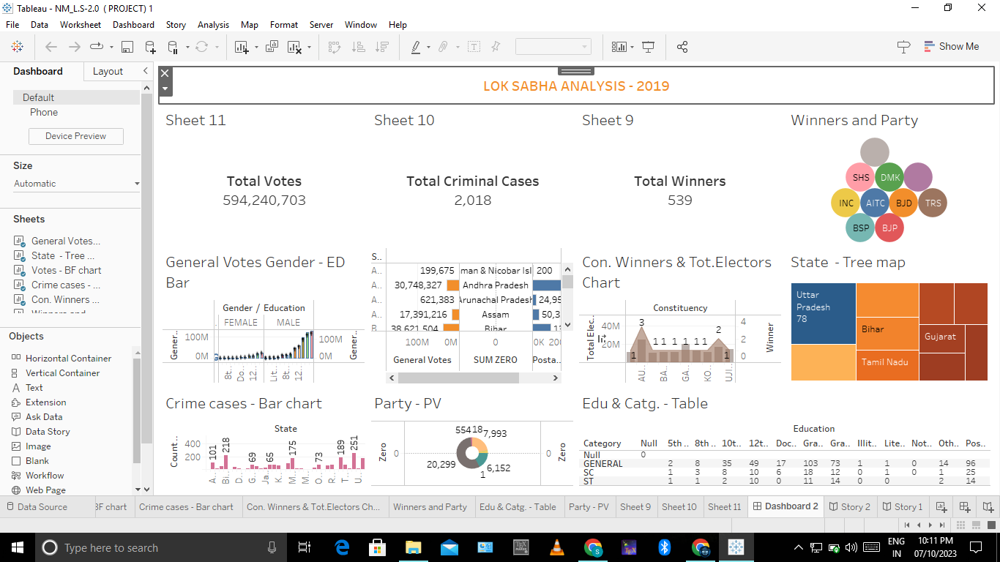 Tableau - NM_L.S-2.0 ( PROJECT) 1
File Data Worksheet Dashboard Story Analysis Map Format Server Window Help
Show Me
Dashboard Layout
Default
Phone
Device Preview
Size
Automatic
Sheets
General Votes...
State - Tree ...
Votes - BF chart
Crime cases - ...
Con. Winners ...
Objects
Horizontal Container
Vertical Container
Text
Extension
Ask Data
Data Story
Image
Blank
Workflow
Web Page
LOK SABHA ANALYSIS - 2019
Sheet 11
Total Votes
594,240,703
Sheet 10
Total Criminal Cases
2,018
Sheet 9
Total Winners
539
Winners and Party
SHS DMK
INC AITC BJD TRS
BSP BJP
General Votes Gender - ED
Bar
Gender / Education
FEMALE MALE
Gener..
100M
0M
100M
0M
Gener..
8t.. Do.. 12.. Lit.. 8t.. 12..
S..
A.. 199,675 man & Nicobar Isl 200
A.. 30,748,327 Andhra Pradesh
A.. 621,383 Arunachal Pradesh 24,95
A.. 17,391,216 Assam 50,3
B.. 38,621,504 Bihar 13
100M 0M 0 0K 200
General Votes SUM ZERO Posta..
Con. Winners & Tot.Electors
Chart
Constituency
Total Elec..
40M
20M
1 3 1 1 1 1 1 1 2 1
4
2
0
Winner
AU.. BA.. GA.. KO.. UJI..
State - Tree map
Uttar
Pradesh
78
Bihar
Tamil Nadu
Gujarat
Crime cases - Bar chart
State
Count ..
400
200
101 218 69 65 175 73 189 251
A.. Bi.. D.. G.. Ja.. K.. M.. M.. O.. R.. T.. U..
Party - PV
Zero
0
554 18
7,993
20,299
6,152
1
0
Zero
Edu & Catg. - Table
Education
Category Null 5th .. 8th .. 10t.. 12t.. Doc.. Gra.. Gra.. Illit.. Lite.. Not.. Oth.. Pos..
Null 0
GENERAL 2 8 35 49 17 103 73 1 1 0 14 96
SC 1 3 8 10 6 18 12 0 1 0 1 25
ST 1 1 2 10 0 11 14 0 0 2 14
Data Source BF chart Crime cases - Bar chart Con. Winners & Tot.Electors Ch... Winners and Party Edu & Catg. - Table Party - PV Sheet 9 Sheet 10 Sheet 11 Dashboard 2 Story 2 Story 1
Type here to search
ENG
IN
10:11 PM
07/10/2023